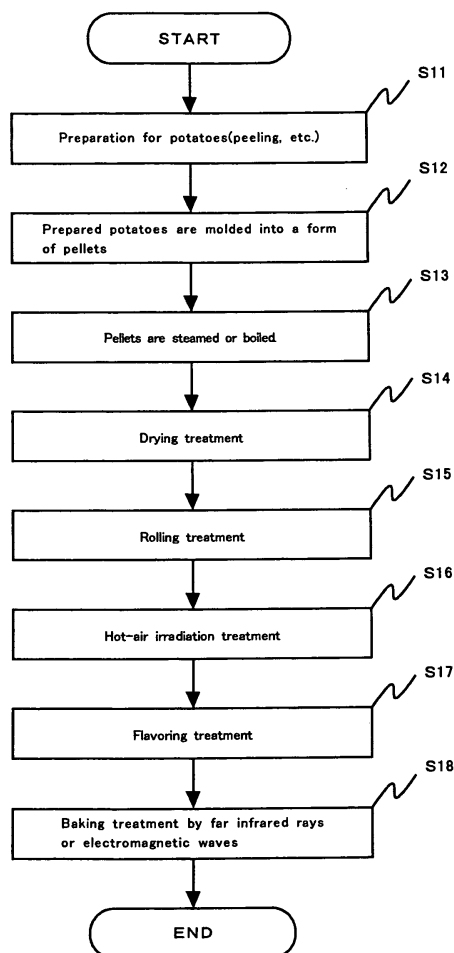 START
S11
Preparation for potatoes(peeling, etc.)
S12
Prepared potatoes are molded into a form
of pellets
S13
Pellets are steamed or boiled.
S14
Drying treatment
S15
Rolling treatment
S16
Hot-air irradiation treatment
S17
Flavoring treatment
S18
Baking treatment by far infrared rays
or electromagnetic waves
END